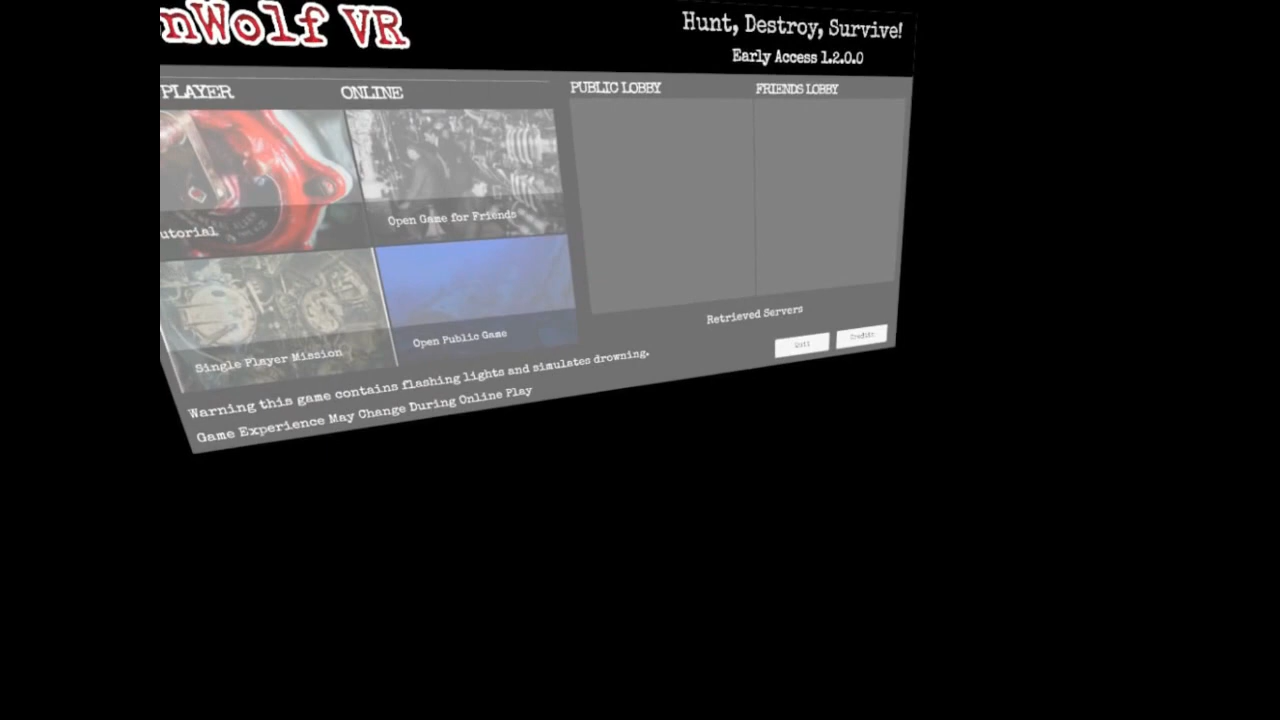 nWolf VR
Hunt, Destroy, Survive!
Early Access 1.2.0.0
PLAYER
ONLINE
PUBLIC LOBBY
FRIENDS LOBBY
utorial
Open Game for Friends
Single Player Mission
Open Public Game
Retrieved Servers
Quit
Credits
Warning this game contains flashing lights and simulates drowning.
Game Experience May Change During Online Play